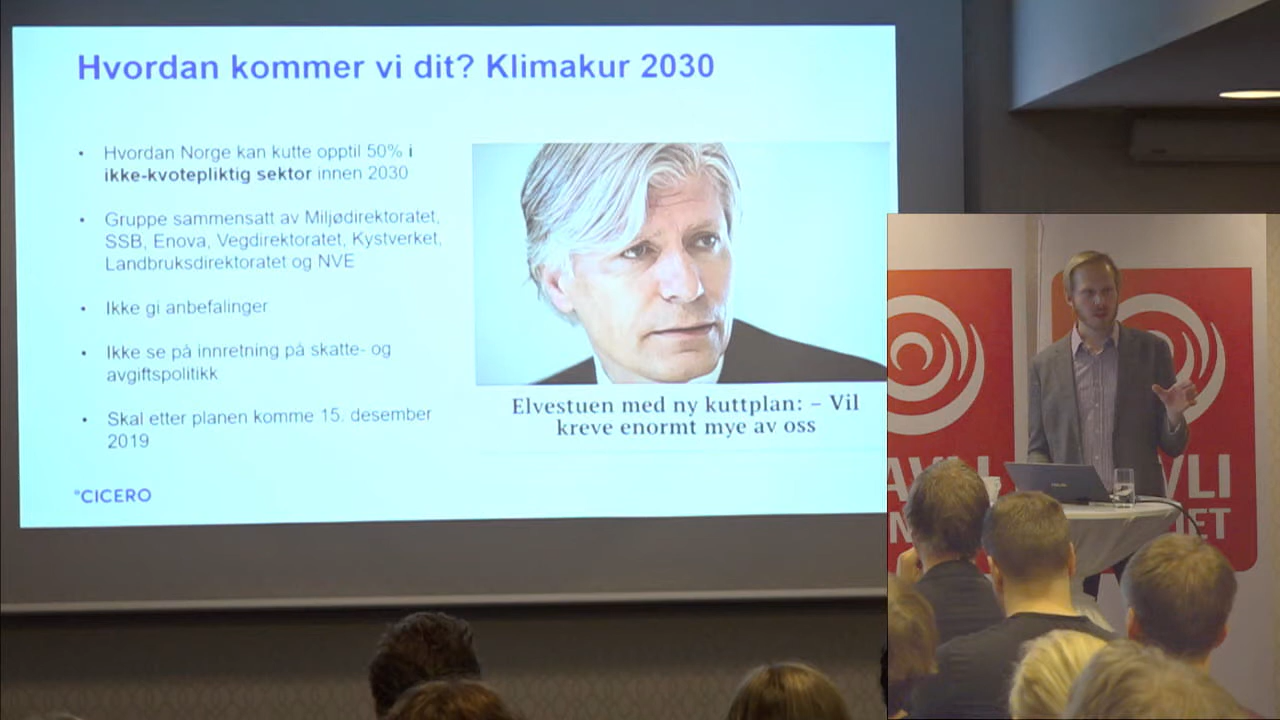 Hvordan kommer vi dit? Klimakur 2030
• Hvordan Norge kan kutte opptil 50% i
ikke-kvotepliktig sektor innen 2030
• Gruppe sammensatt av Miljødirektoratet,
SSB, Enova, Vegdirektoratet, Kystverket,
Landbruksdirektoratet og NVE
• Ikke gi anbefalinger
• Ikke se på innretning på skatte- og
avgiftspolitikk
• Skal etter planen komme 15. desember
2019
Elvestuen med ny kuttplan: – Vil
kreve enormt mye av oss
°CICERO
AVLI
VLI
ET